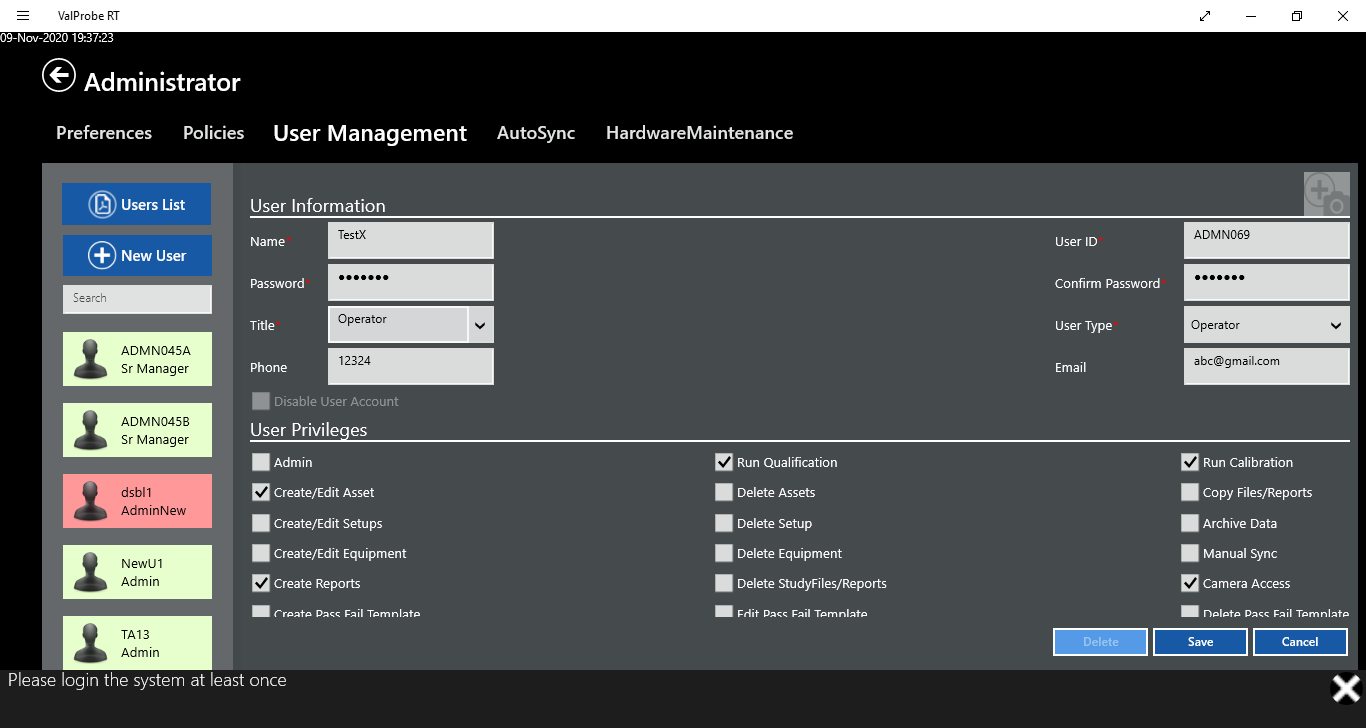 ValProbe RT
09-Nov-2020 19:37:23
Administrator
Preferences Policies User Management AutoSync HardwareMaintenance
Users List
New User
Search
ADMN045A
Sr Manager
ADMN045B
Sr Manager
dsbl1
AdminNew
NewU1
Admin
TA13
Admin
User Information
Name* TestX User ID* ADMN069
Password* ••••••• Confirm Password* •••••••
Title* Operator User Type* Operator
Phone 12324 Email abc@gmail.com
Disable User Account
User Privileges
Admin Run Qualification Run Calibration
Create/Edit Asset Delete Assets Copy Files/Reports
Create/Edit Setups Delete Setup Archive Data
Create/Edit Equipment Delete Equipment Manual Sync
Create Reports Delete StudyFiles/Reports Camera Access
Create Pass Fail Template Edit Pass Fail Template Delete Pass Fail Template
Delete Save Cancel
Please login the system at least once